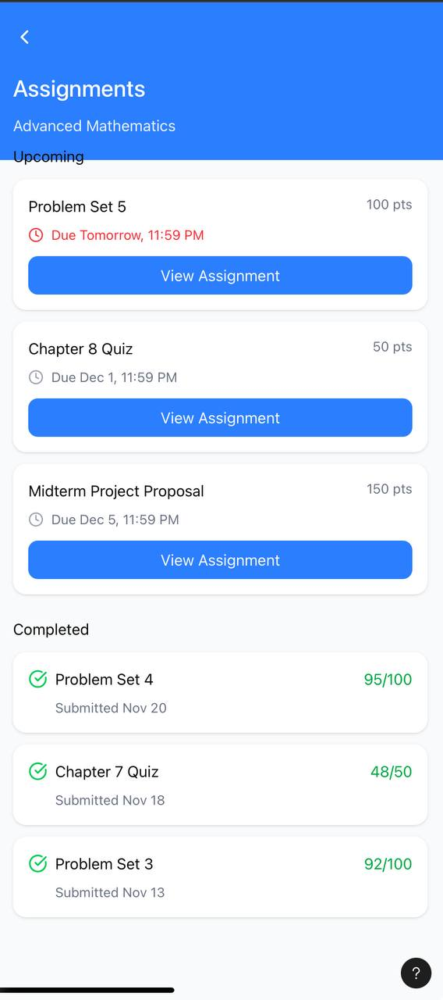 Assignments
Advanced Mathematics
Upcoming
Problem Set 5
100 pts
Due Tomorrow, 11:59 PM
View Assignment
Chapter 8 Quiz
50 pts
Due Dec 1, 11:59 PM
View Assignment
Midterm Project Proposal
150 pts
Due Dec 5, 11:59 PM
View Assignment
Completed
Problem Set 4
95/100
Submitted Nov 20
Chapter 7 Quiz
48/50
Submitted Nov 18
Problem Set 3
92/100
Submitted Nov 13
?